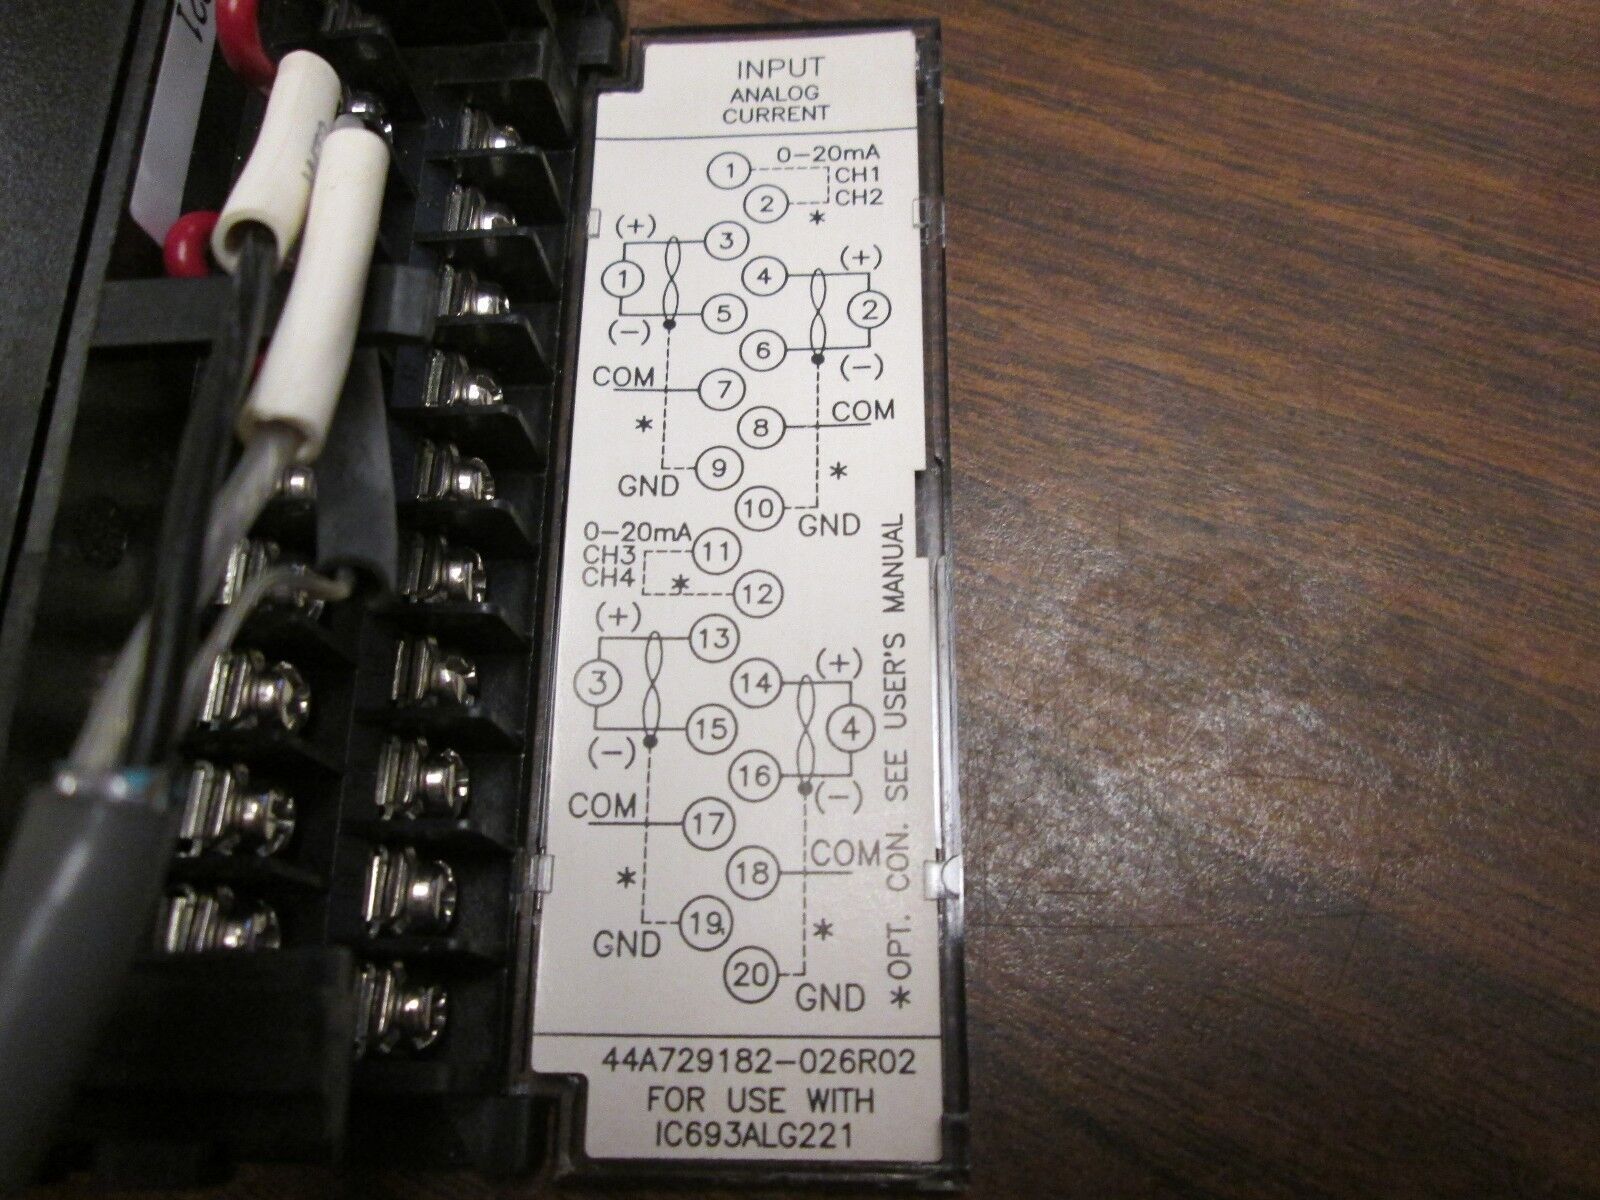 INPUT
ANALOG
CURRENT
1 0-20mA
CH1
2 CH2
*
(+) 3
4 (+)
1
2
5
(-)
6
(-)
COM 7
COM
8
*
*
9
GND
10
GND
0-20mA
11
CH3
CH4
*
12
(+) 13
14 (+)
3
15
4
(-)
16
(-)
COM
17
COM
18
*
*
19
GND
20
GND
*OPT. CON. SEE USER'S MANUAL
44A729182-026R02
FOR USE WITH
IC693ALG221